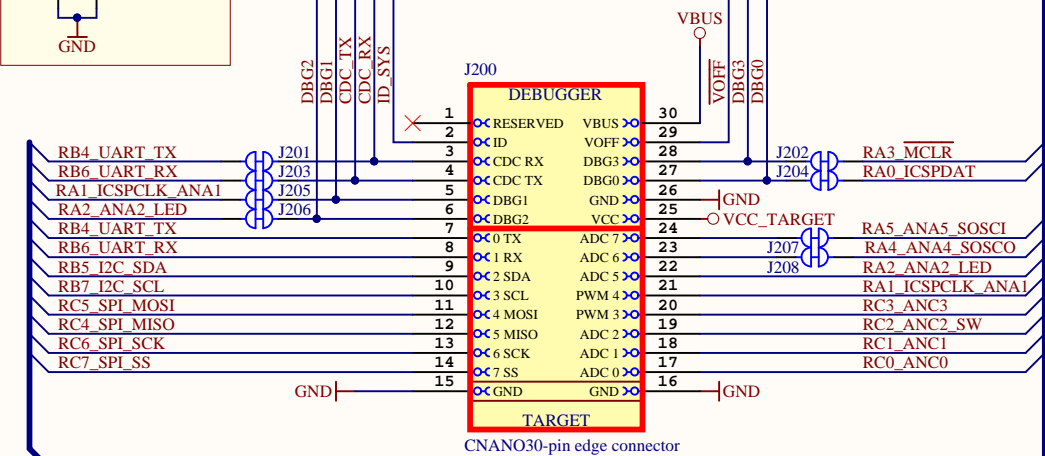 GND
VBUS
DBG2
DBG1
CDC_TX
CDC_RX
ID_SYS
VOFF
DBG3
DBG0
J200
DEBUGGER
1 RESERVED VBUS 30
2 ID VOFF 29
RB4_UART_TX J201 3 CDC RX DBG3 28 J202 RA3_MCLR
RB6_UART_RX J203 4 CDC TX DBG0 27 J204 RA0_ICSPDAT
RA1_ICSPCLK_ANA1 J205 5 DBG1 GND 26 GND
RA2_ANA2_LED J206 6 DBG2 VCC 25 VCC_TARGET
RB4_UART_TX 7 0 TX ADC 7 24 RA5_ANA5_SOSCI
RB6_UART_RX 8 1 RX ADC 6 23 J207 RA4_ANA4_SOSCO
RB5_I2C_SDA 9 2 SDA ADC 5 22 J208 RA2_ANA2_LED
RB7_I2C_SCL 10 3 SCL PWM 4 21 RA1_ICSPCLK_ANA1
RC5_SPI_MOSI 11 4 MOSI PWM 3 20 RC3_ANC3
RC4_SPI_MISO 12 5 MISO ADC 2 19 RC2_ANC2_SW
RC6_SPI_SCK 13 6 SCK ADC 1 18 RC1_ANC1
RC7_SPI_SS 14 7 SS ADC 0 17 RC0_ANC0
GND 15 GND GND 16 GND
TARGET
CNANO30-pin edge connector